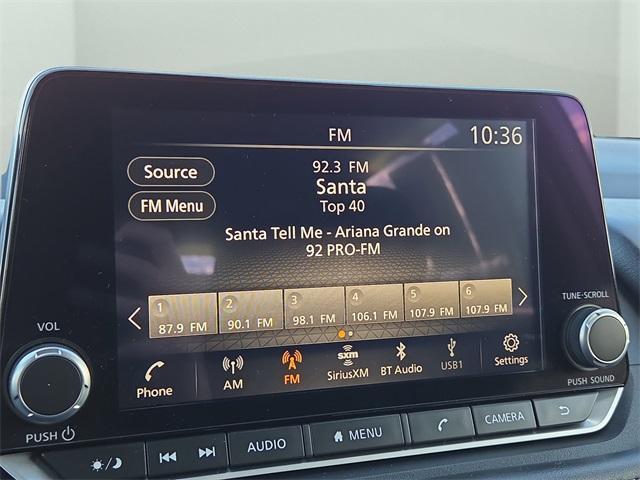 FM
10:36
Source
92.3 FM
Santa
FM Menu
Top 40
Santa Tell Me - Ariana Grande on
92 PRO-FM
1
87.9 FM
2
90.1 FM
3
98.1 FM
4
106.1 FM
5
107.9 FM
6
107.9 FM
Phone
AM
FM
sxm
SiriusXM
BT Audio
USB1
Settings
VOL
PUSH
TUNE·SCROLL
PUSH SOUND
AUDIO
MENU
CAMERA